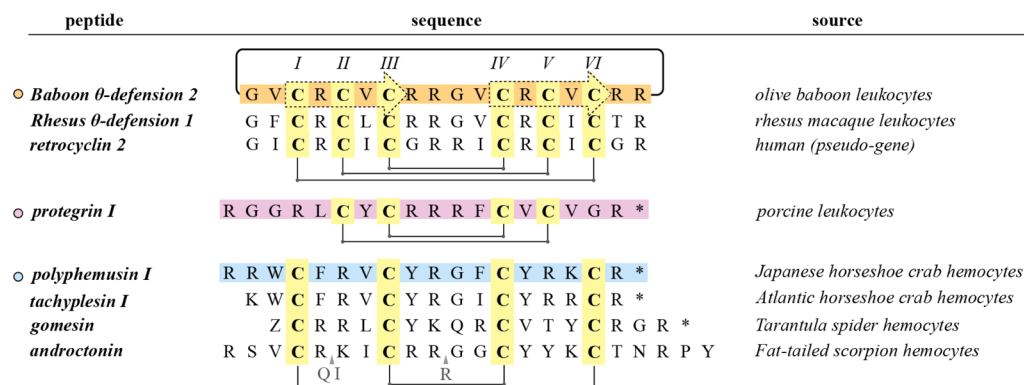 peptide sequence source
I II III IV V VI
Baboon θ-defension 2 G V C R C V C R R G V C R C V C R R olive baboon leukocytes
Rhesus θ-defension 1 G F C R C L C R R G V C R C I C T R rhesus macaque leukocytes
retrocyclin 2 G I C R C I C G R R I C R C I C G R human (pseudo-gene)
protegrin I R G G R L C Y C R R R F C V C V G R * porcine leukocytes
polyphemusin I R R W C F R V C Y R G F C Y R K C R * Japanese horseshoe crab hemocytes
tachyplesin I K W C F R V C Y R G I C Y R R C R * Atlantic horseshoe crab hemocytes
gomesin Z C R R L C Y K Q R C V T Y C R G R * Tarantula spider hemocytes
androctonin R S V C R K I C R R G G C Y Y K C T N R P Y Fat-tailed scorpion hemocytes
Q I R